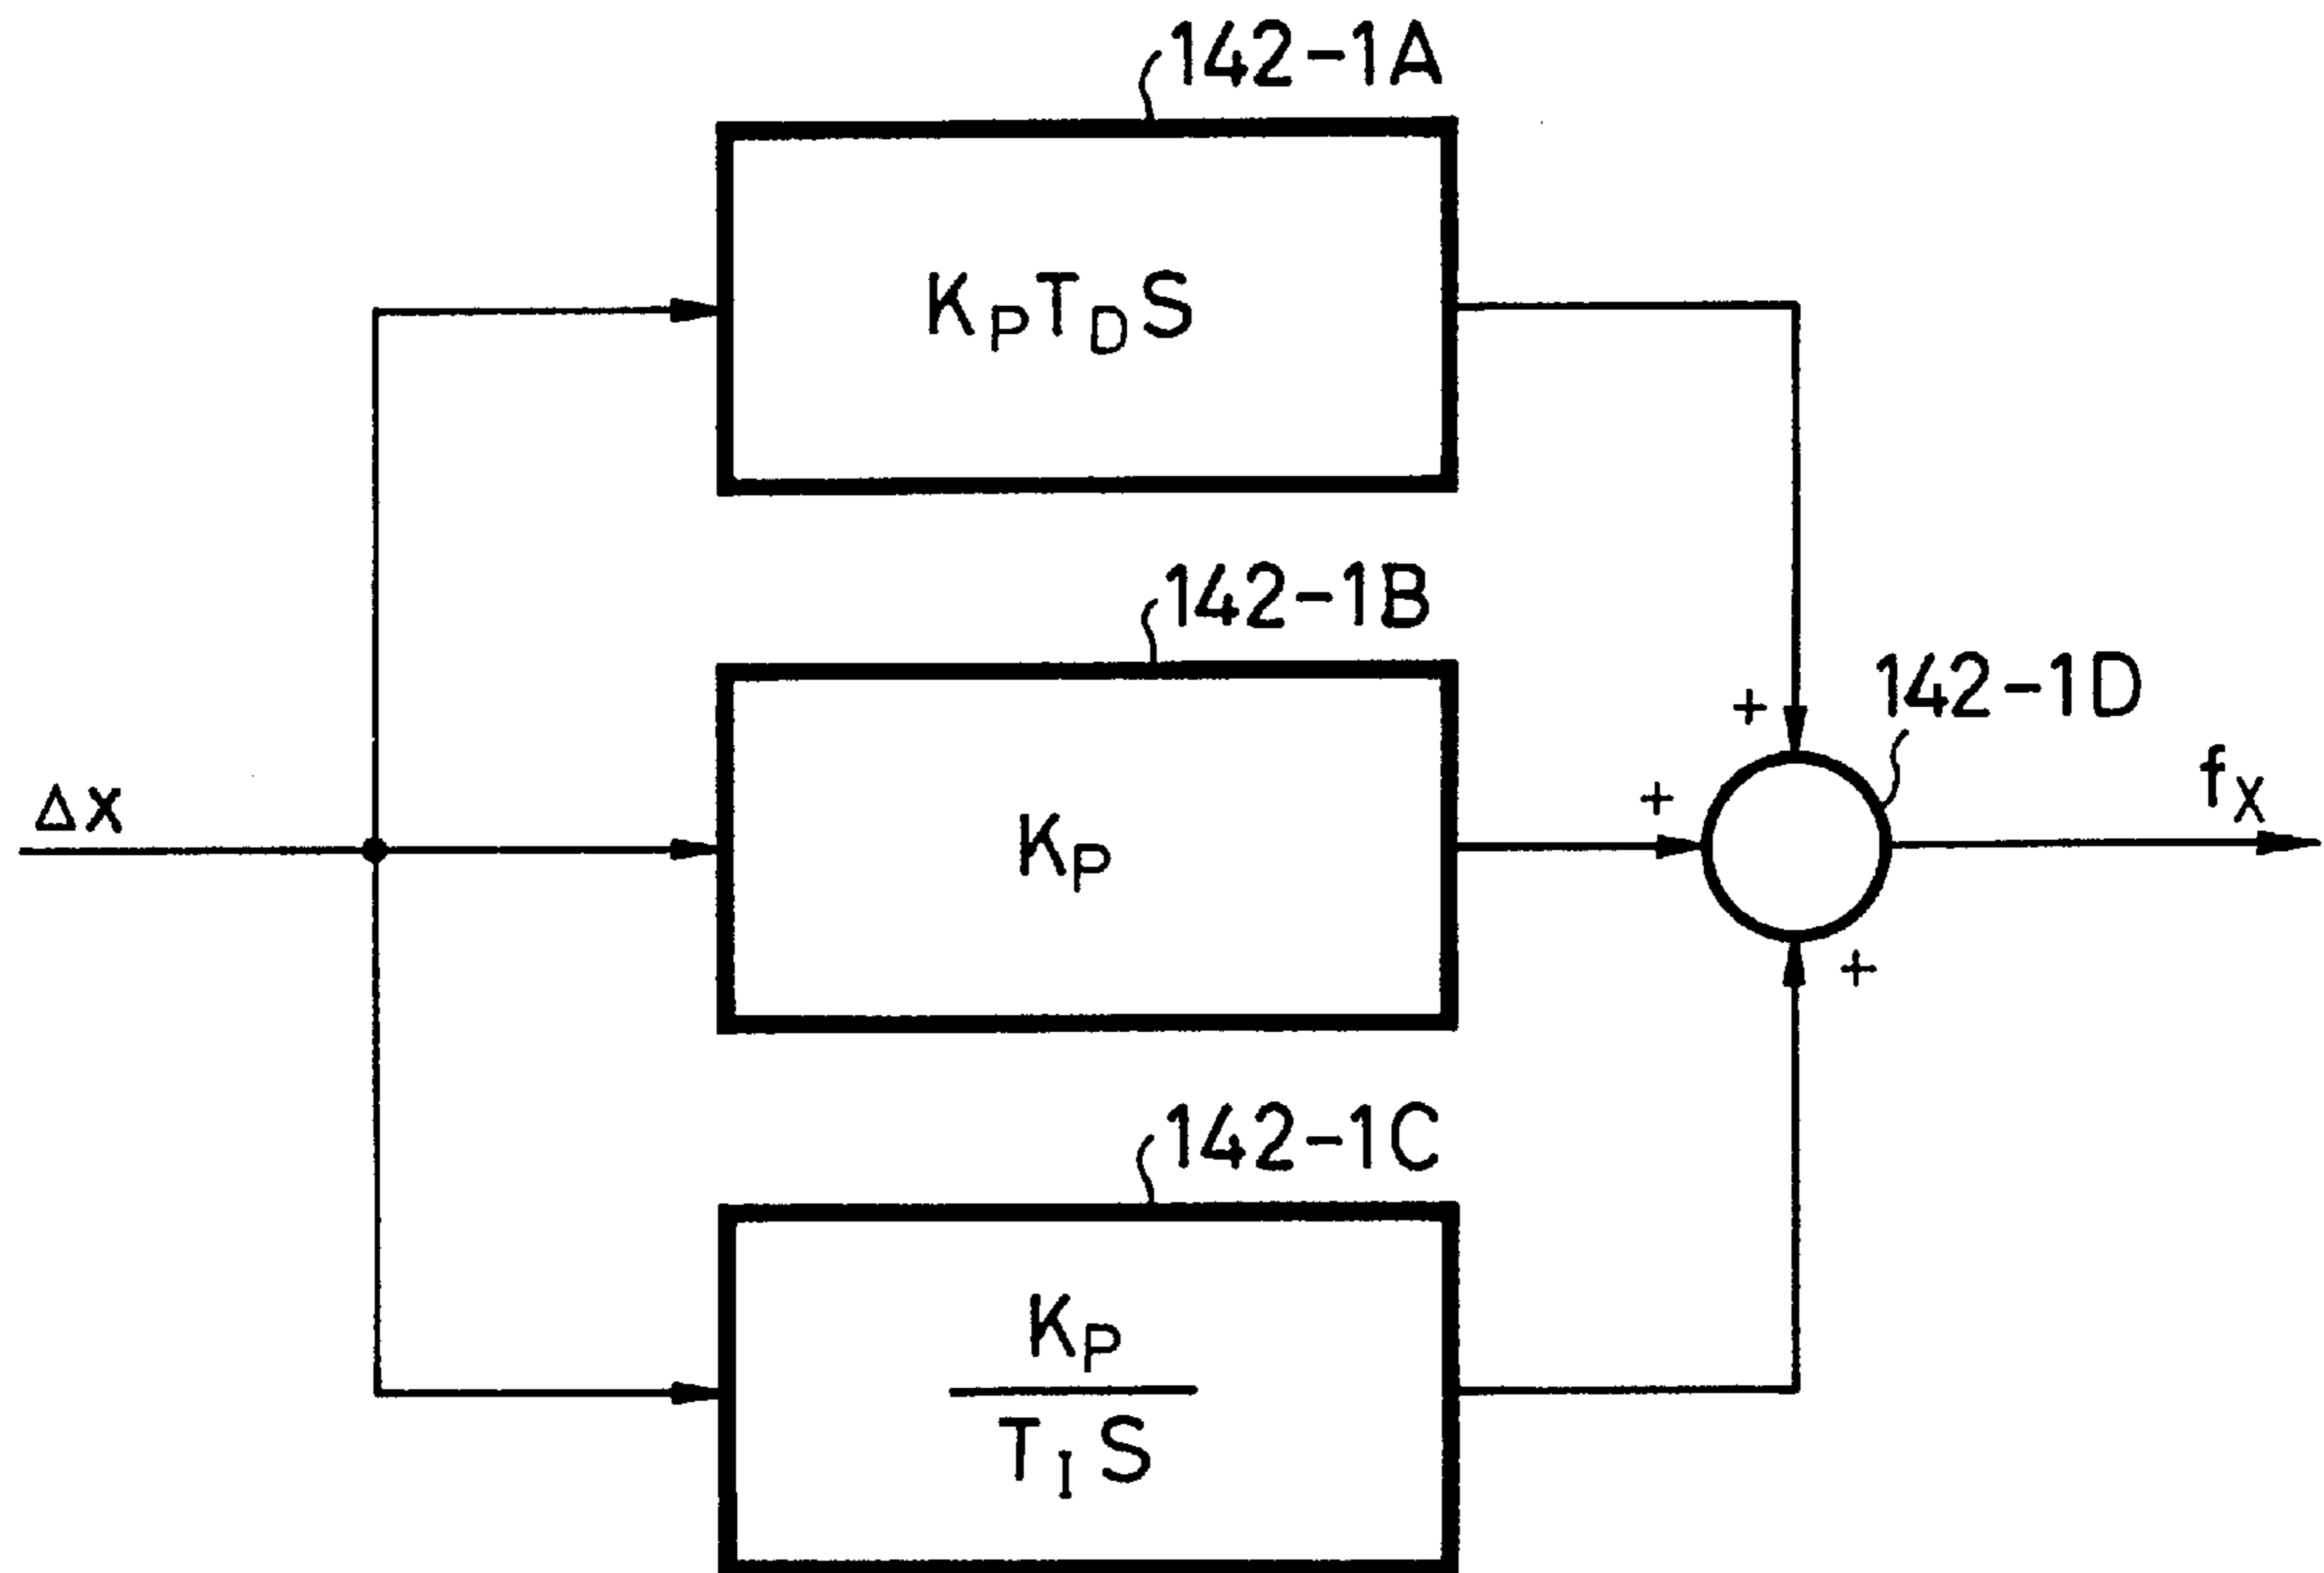 142-1A
KPTDS
142-1B
142-1D
+
+
Δx
fX
KP
+
142-1C
KP
TIS